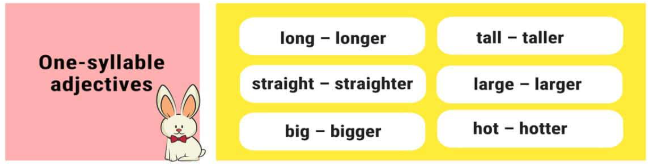 One-syllable
adjectives
long – longer
tall – taller
straight – straighter
large – larger
big – bigger
hot – hotter